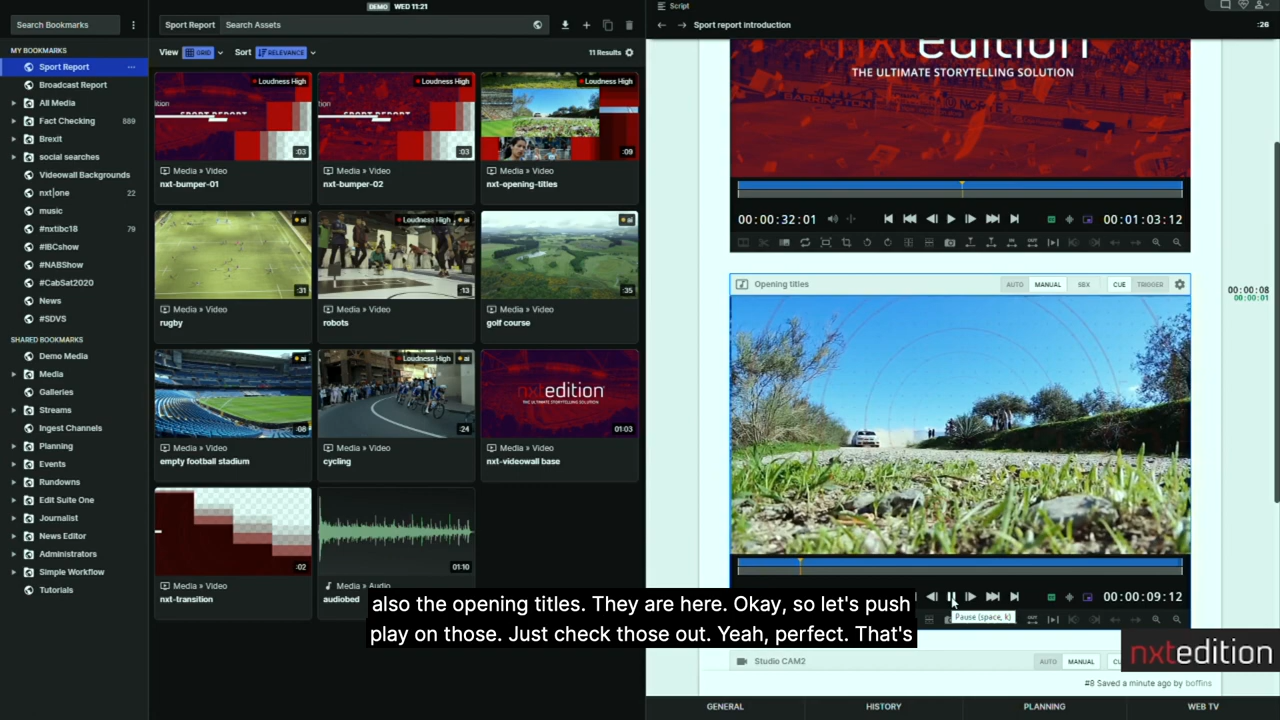 DEMO WED 11:21
Script
Search Bookmarks
Sport Report
Search Assets
Sport report introduction
:26
MY BOOKMARKS
Sport Report
Broadcast Report
All Media
Fact Checking 889
Brexit
social searches
Videowall Backgrounds
nxt|one 22
music
#nxtibc18 79
#IBCshow
#NABShow
#CabSat2020
News
#SDVS
SHARED BOOKMARKS
Demo Media
Media
Galleries
Streams
Ingest Channels
Planning
Events
Rundowns
Edit Suite One
Journalist
News Editor
Administrators
Simple Workflow
Tutorials
View GRID Sort RELEVANCE 11 Results
Loudness High
:03
Media » Video
nxt-bumper-01
Loudness High
:03
Media » Video
nxt-bumper-02
Loudness High
:09
Media » Video
nxt-opening-titles
ai
:31
Media » Video
rugby
Loudness High ai
:13
Media » Video
robots
ai
:35
Media » Video
golf course
ai
:08
Media » Video
empty football stadium
Loudness High ai
:24
Media » Video
cycling
nxtedition
THE ULTIMATE STORYTELLING SOLUTION
01:03
Media » Video
nxt-videowall base
:02
Media » Video
nxt-transition
01:10
Media » Audio
audiobed
nxtedition
THE ULTIMATE STORYTELLING SOLUTION
00:00:32:01
00:01:03:12
Opening titles AUTO MANUAL CUE TRIGGER
00:00:08
00:00:01
00:00:09:12
Pause (space, k)
also the opening titles. They are here. Okay, so let's push
play on those. Just check those out. Yeah, perfect. That's
nxtedition
Studio CAM2 AUTO MANUAL
#8 Saved a minute ago by boffins
GENERAL HISTORY PLANNING WEB TV